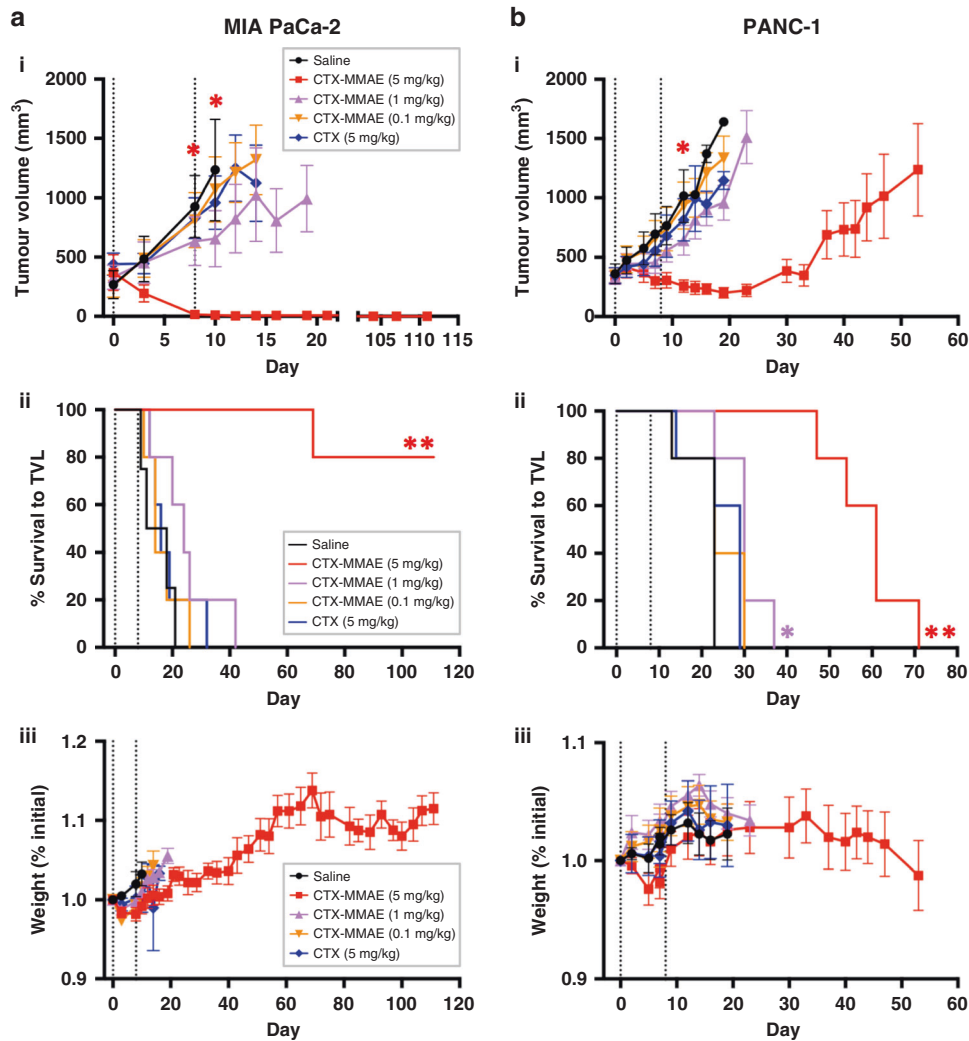 a
MIA PaCa-2
b
PANC-1
i
Tumour volume (mm³)
2000
1500
1000
500
0
0 5 10 15 20 105 110 115
Day
*
*
Saline
CTX-MMAE (5 mg/kg)
CTX-MMAE (1 mg/kg)
CTX-MMAE (0.1 mg/kg)
CTX (5 mg/kg)
i
Tumour volume (mm³)
2000
1500
1000
500
0
0 10 20 30 40 50 60
Day
*
ii
% Survival to TVL
100
80
60
40
20
0
0 20 40 60 80 100 120
Day
**
Saline
CTX-MMAE (5 mg/kg)
CTX-MMAE (1 mg/kg)
CTX-MMAE (0.1 mg/kg)
CTX (5 mg/kg)
ii
% Survival to TVL
100
80
60
40
20
0
0 10 20 30 40 50 60 70 80
Day
*
**
iii
Weight (% initial)
1.2
1.1
1.0
0.9
0 20 40 60 80 100 120
Day
Saline
CTX-MMAE (5 mg/kg)
CTX-MMAE (1 mg/kg)
CTX-MMAE (0.1 mg/kg)
CTX (5 mg/kg)
iii
Weight (% initial)
1.1
1.0
0.9
0 10 20 30 40 50 60
Day